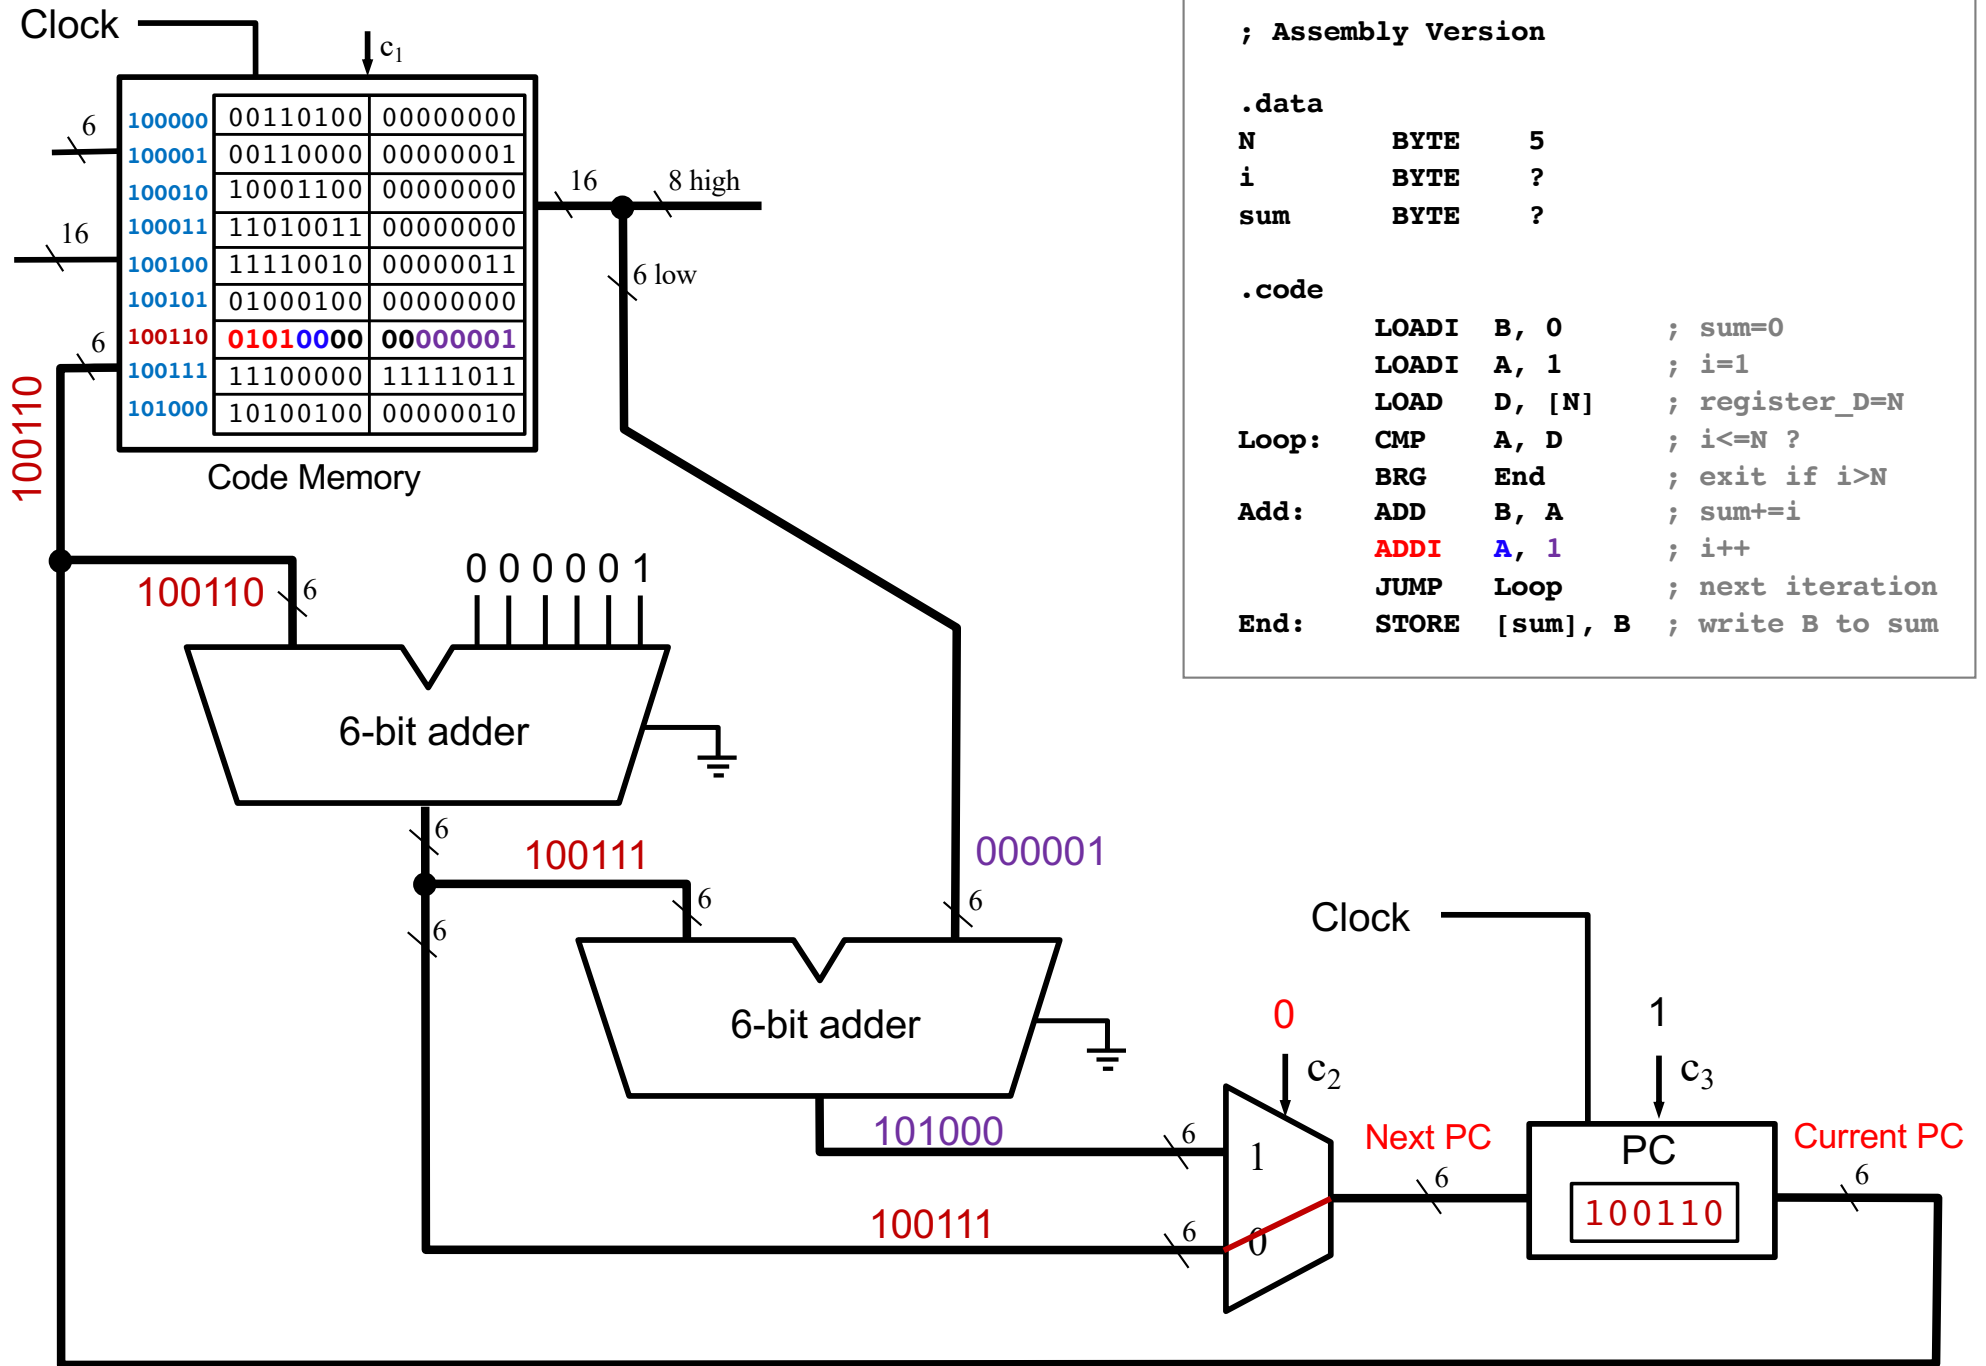 Clock
c1
6
16
6
100000 00110100 00000000
100001 00110000 00000001
100010 10001100 00000000
100011 11010011 00000000
100100 11110010 00000011
100101 01000100 00000000
100110 01010000 00000001
100111 11100000 11111011
101000 10100100 00000010
Code Memory
16
8 high
6 low
100110
100110
6
0 0 0 0 0 1
6-bit adder
6
100111
6
6
000001
6
6-bit adder
101000
6
100111
6
0
c2
1
0
Next PC
6
Clock
1
c3
PC
100110
Current PC
6
; Assembly Version
.data
N BYTE 5
i BYTE ?
sum BYTE ?
.code
LOADI B, 0 ; sum=0
LOADI A, 1 ; i=1
LOAD D, [N] ; register_D=N
Loop: CMP A, D ; i<=N ?
BRG End ; exit if i>N
Add: ADD B, A ; sum+=i
ADDI A, 1 ; i++
JUMP Loop ; next iteration
End: STORE [sum], B ; write B to sum